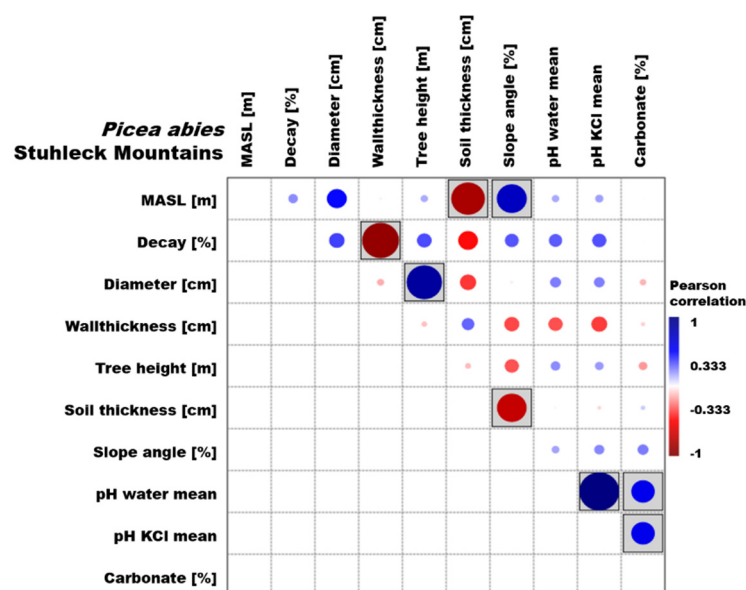 MASL [m]
Decay [%]
Diameter [cm]
Wallthickness [cm]
Tree height [m]
Soil thickness [cm]
Slope angle [%]
pH water mean
pH KCl mean
Carbonate [%]
Picea abies
Stuhleck Mountains
MASL [m]
Decay [%]
Diameter [cm]
Wallthickness [cm]
Tree height [m]
Soil thickness [cm]
Slope angle [%]
pH water mean
pH KCl mean
Carbonate [%]
Pearson
correlation
1
0.333
-0.333
-1